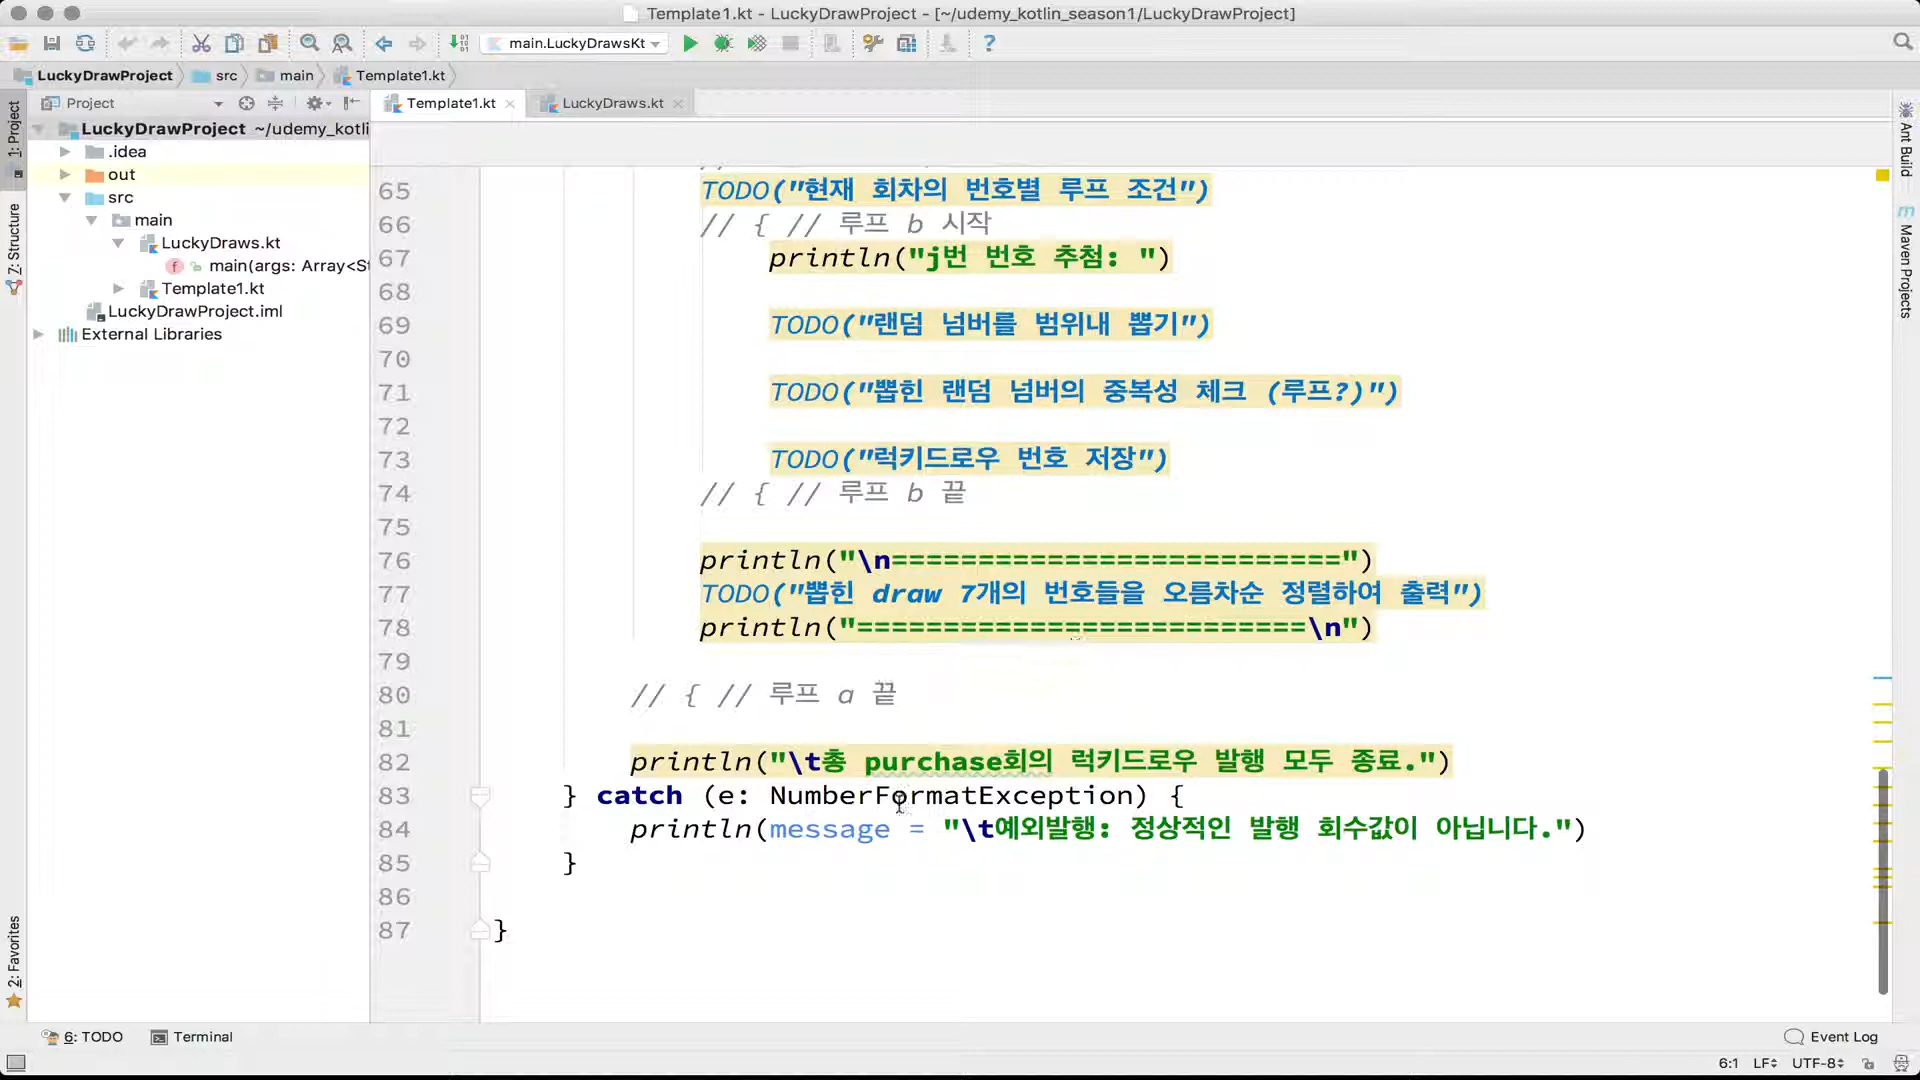 Template1.kt - LuckyDrawProject - [~/udemy_kotlin_season1/LuckyDrawProject]
main.LuckyDrawsKt
LuckyDrawProject
src
main
Template1.kt
Project
Template1.kt
LuckyDraws.kt
1: Project
7: Structure
2: Favorites
Ant Build
Maven Projects
LuckyDrawProject ~/udemy_kotli
.idea
out
src
main
LuckyDraws.kt
main(args: Array<St
Template1.kt
LuckyDrawProject.iml
External Libraries
65 TODO("현재 회차의 번호별 루프 조건")
66 // { // 루프 b 시작
67 println("j번 번호 추첨: ")
68
69 TODO("랜덤 넘버를 범위내 뽑기")
70
71 TODO("뽑힌 랜덤 넘버의 중복성 체크 (루프?)")
72
73 TODO("럭키드로우 번호 저장")
74 // { // 루프 b 끝
75
76 println("\n==========================")
77 TODO("뽑힌 draw 7개의 번호들을 오름차순 정렬하여 출력")
78 println("==========================\n")
79
80 // { // 루프 a 끝
81
82 println("\t총 purchase회의 럭키드로우 발행 모두 종료.")
83 } catch (e: NumberFormatException) {
84 println(message = "\t예외발행: 정상적인 발행 회수값이 아닙니다.")
85 }
86
87 }
6: TODO
Terminal
Event Log
6:1 LF UTF-8